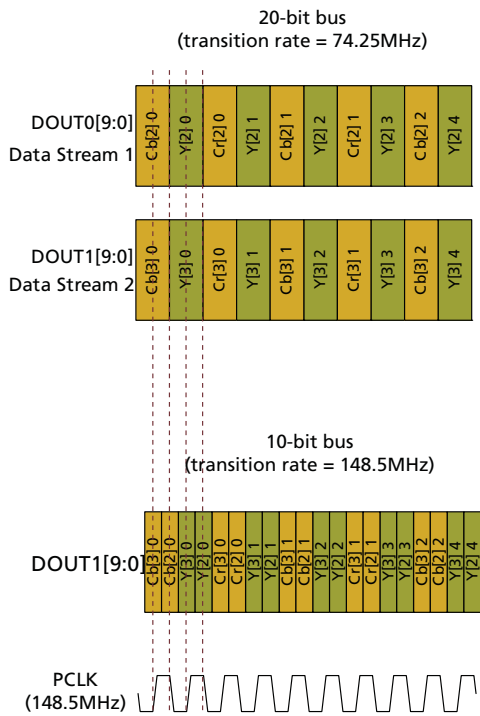 20-bit bus
(transition rate = 74.25MHz)
DOUT0[9:0]
Data Stream 1
Cb[2] 0
Y[2] 0
Cr[2] 0
Y[2] 1
Cb[2] 1
Y[2] 2
Cr[2] 1
Y[2] 3
Cb[2] 2
Y[2] 4
DOUT1[9:0]
Data Stream 2
Cb[3] 0
Y[3] 0
Cr[3] 0
Y[3] 1
Cb[3] 1
Y[3] 2
Cr[3] 1
Y[3] 3
Cb[3] 2
Y[3] 4
10-bit bus
(transition rate = 148.5MHz)
DOUT1[9:0]
Cb[3] 0
Cb[2] 0
Y[3] 0
Y[2] 0
Cr[3] 0
Cr[2] 0
Y[3] 1
Y[2] 1
Cb[3] 1
Cb[2] 1
Y[3] 2
Y[2] 2
Cr[3] 1
Cr[2] 1
Y[3] 3
Y[2] 3
Cb[3] 2
Cb[2] 2
Y[3] 4
Y[2] 4
PCLK
(148.5MHz)